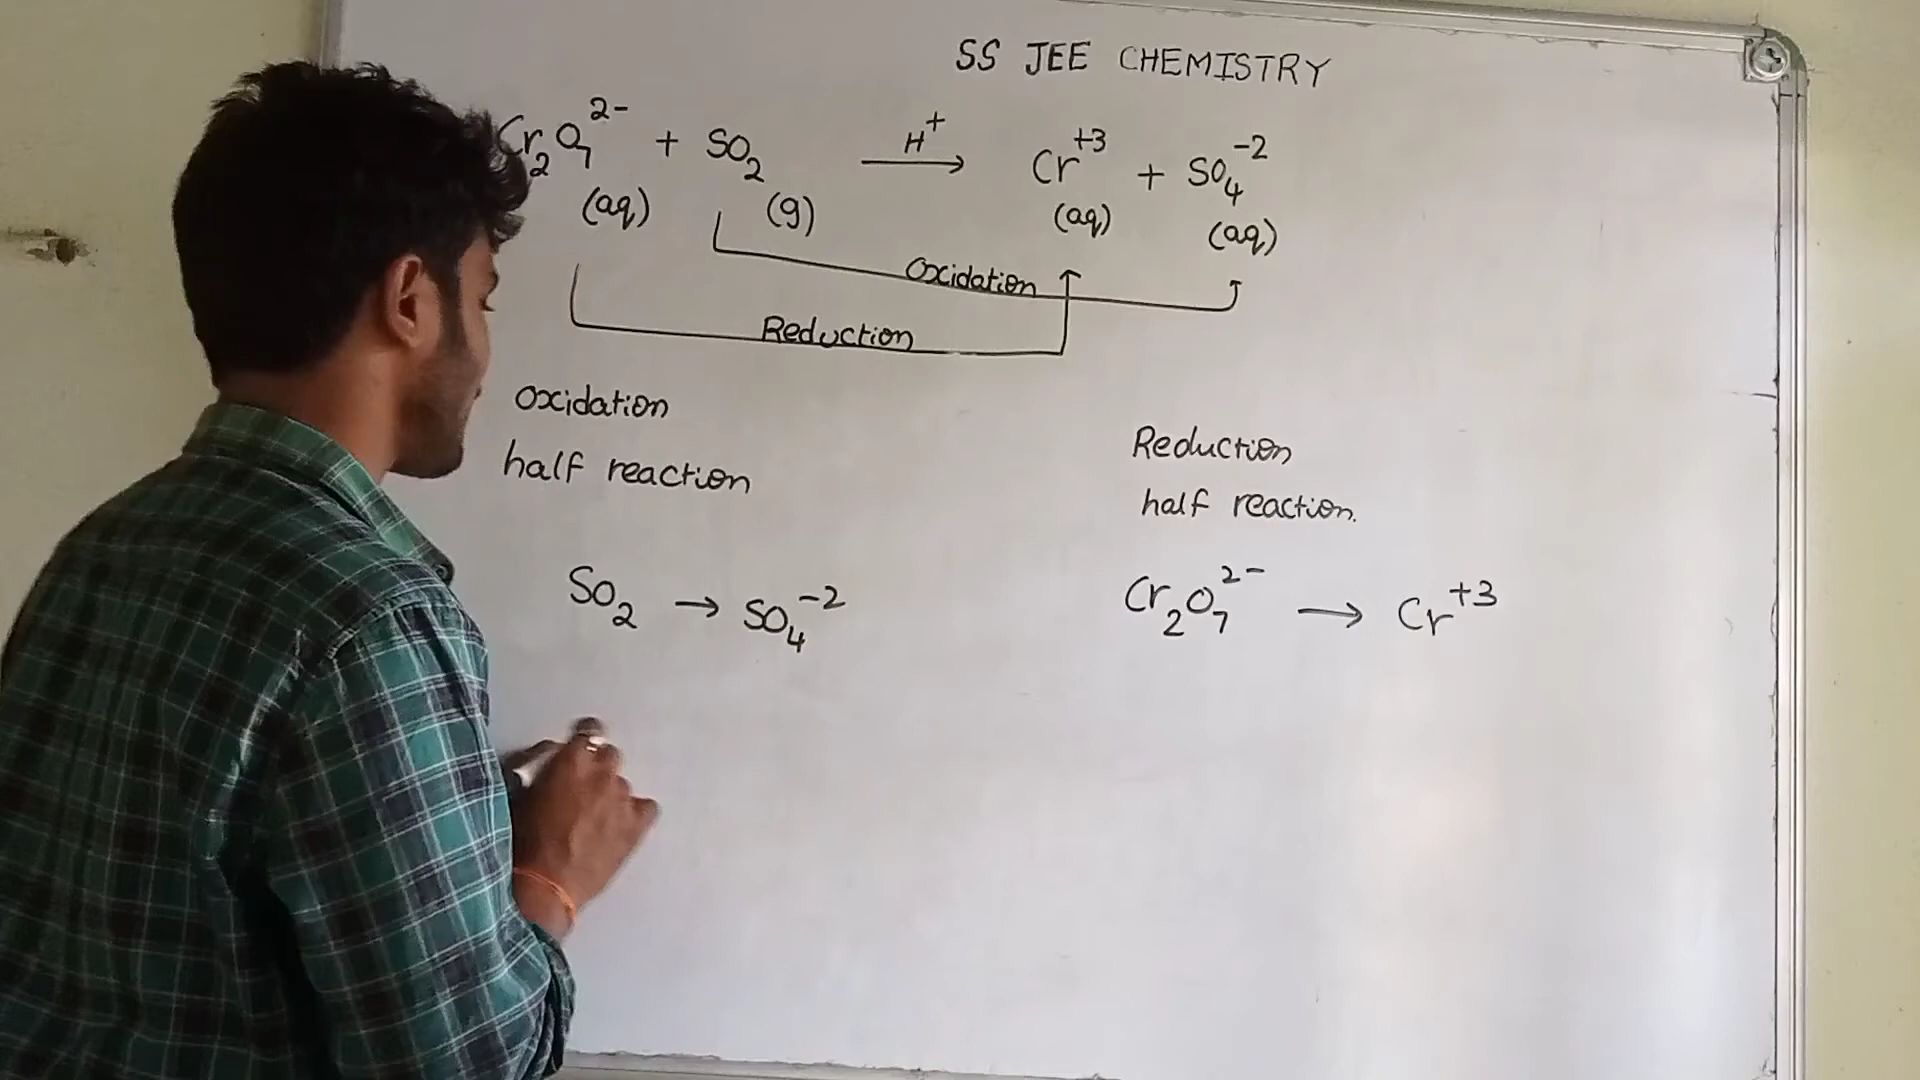 SS JEE CHEMISTRY
Cr₂O₇²⁻ + SO₂ —H⁺→ Cr⁺³ + SO₄⁻²
(aq) (g) (aq) (aq)
Oxidation
Reduction
Oxidation
half reaction
Reduction
half reaction.
SO₂ → SO₄⁻²
Cr₂O₇²⁻ → Cr⁺³